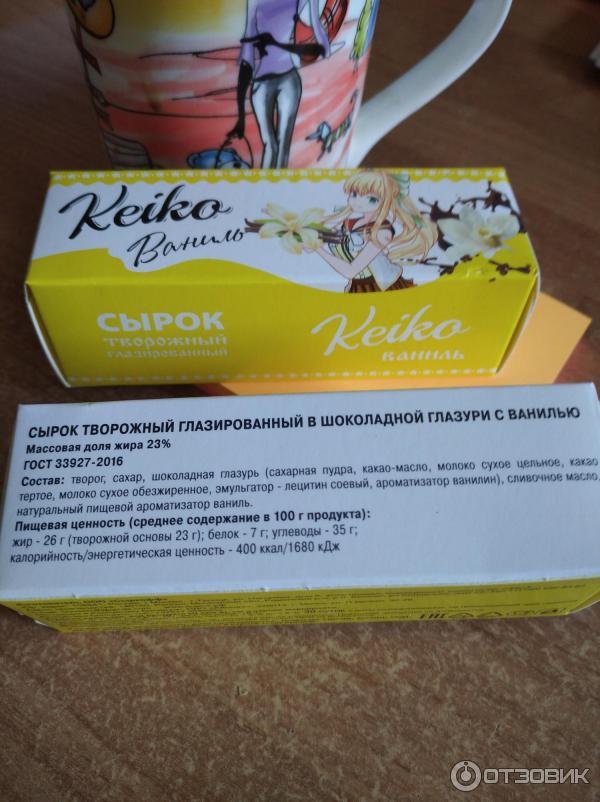 Keiko
Ваниль
СЫРОК
творожный
глазированный
Keiko
ваниль
СЫРОК ТВОРОЖНЫЙ ГЛАЗИРОВАННЫЙ В ШОКОЛАДНОЙ ГЛАЗУРИ С ВАНИЛЬЮ
Массовая доля жира 23%
ГОСТ 33927-2016
Состав: творог, сахар, шоколадная глазурь (сахарная пудра, какао-масло, молоко сухое цельное, какао
тертое, молоко сухое обезжиренное, эмульгатор - лецитин соевый, ароматизатор ванилин), сливочное масло,
натуральный пищевой ароматизатор ваниль.
Пищевая ценность (среднее содержание в 100 г продукта):
жир - 26 г (творожной основы 23 г); белок - 7 г; углеводы - 35 г;
калорийность/энергетическая ценность - 400 ккал/1680 кДж
EAC
ОТЗОВИК